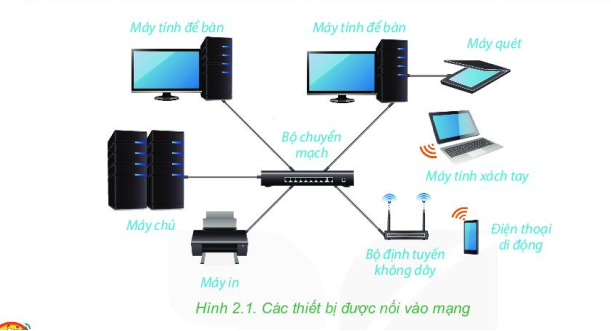 Máy tính để bàn
Máy tính để bàn
Máy quét
Bộ chuyển
mạch
Máy tính xách tay
Máy chủ
Điện thoại
di động
Bộ định tuyến
không dây
Máy in
Hình 2.1. Các thiết bị được nối vào mạng